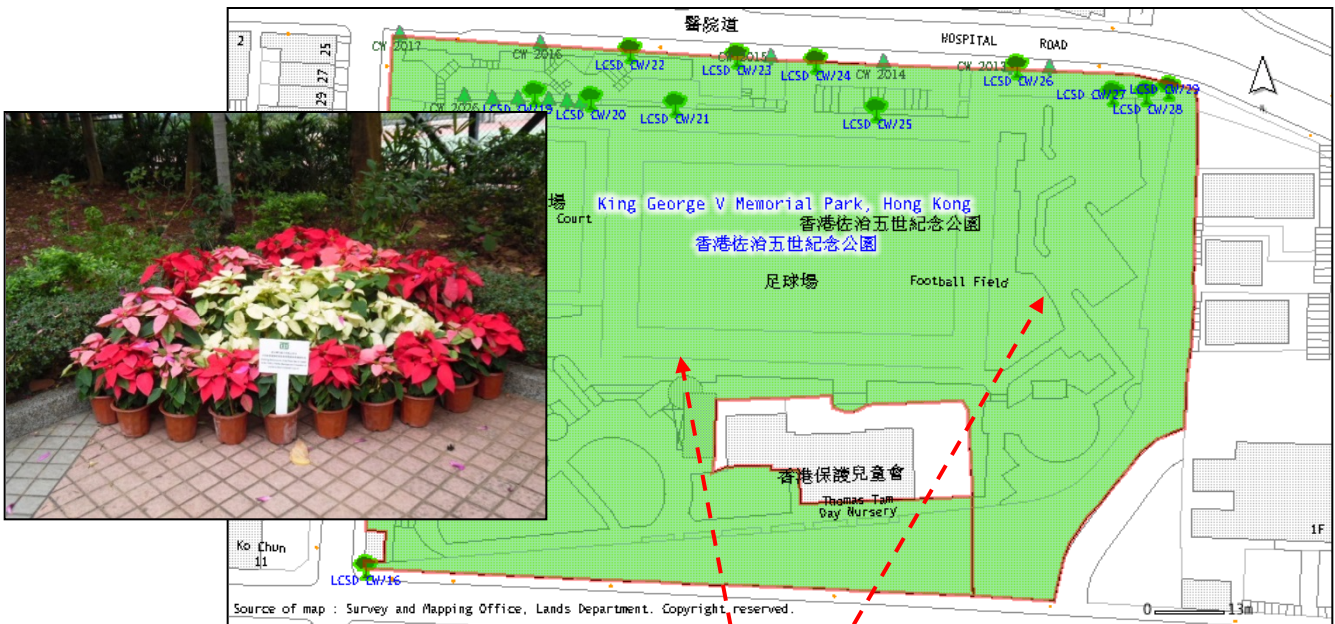 醫院道
HOSPITAL ROAD
2
25
27
29
CW 2017
CW 2016
LCSD CW/22
CW 2015
LCSD CW/23
LCSD CW/24
CW 2014
CW 2013
LCSD CW/26
LCSD CW/27
LCSD CW/29
LCSD CW/28
CW 2026
LCSD CW/19
LCSD CW/20
LCSD CW/21
LCSD CW/25
N
場
Court
King George V Memorial Park, Hong Kong
香港佐治五世紀念公園
香港佐治五世紀念公園
足球場
Football Field
香港保護兒童會
Thomas Tam
Day Nursery
1F
Ko Chun
11
LCSD CW/16
Source of map : Survey and Mapping Office, Lands Department. Copyright reserved.
0 13m